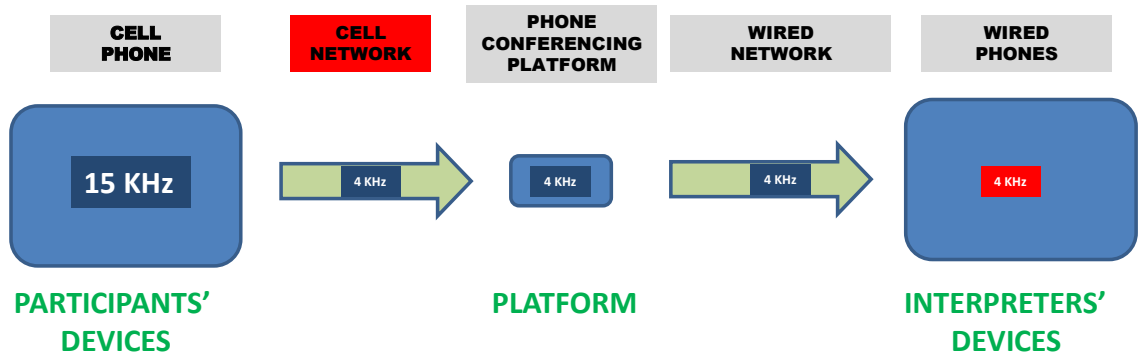 CELL
PHONE
CELL
NETWORK
PHONE
CONFERENCING
PLATFORM
WIRED
NETWORK
WIRED
PHONES
15 KHz
4 KHz
4 KHz
4 KHz
4 KHz
PARTICIPANTS’
DEVICES
PLATFORM
INTERPRETERS’
DEVICES